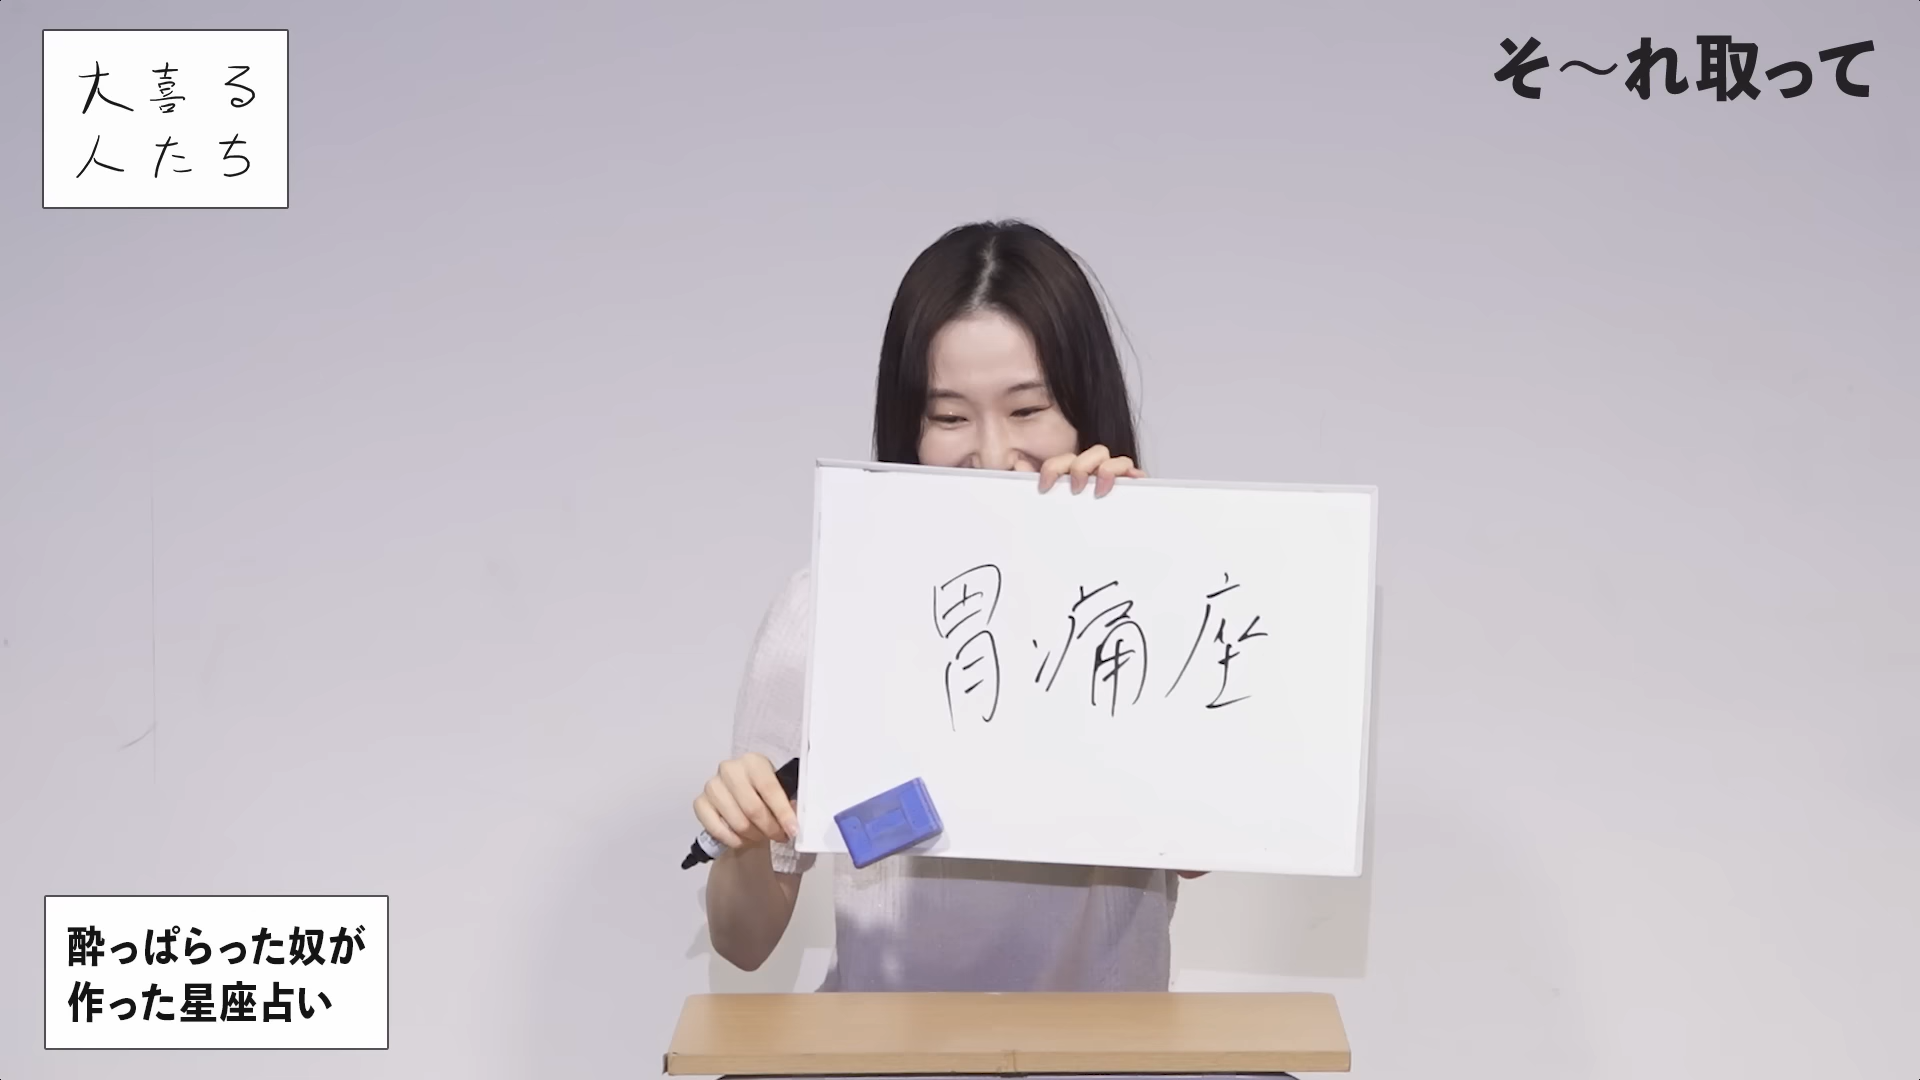 大喜る
人たち
そ〜れ取って
胃痛座
酔っぱらった奴が
作った星座占い